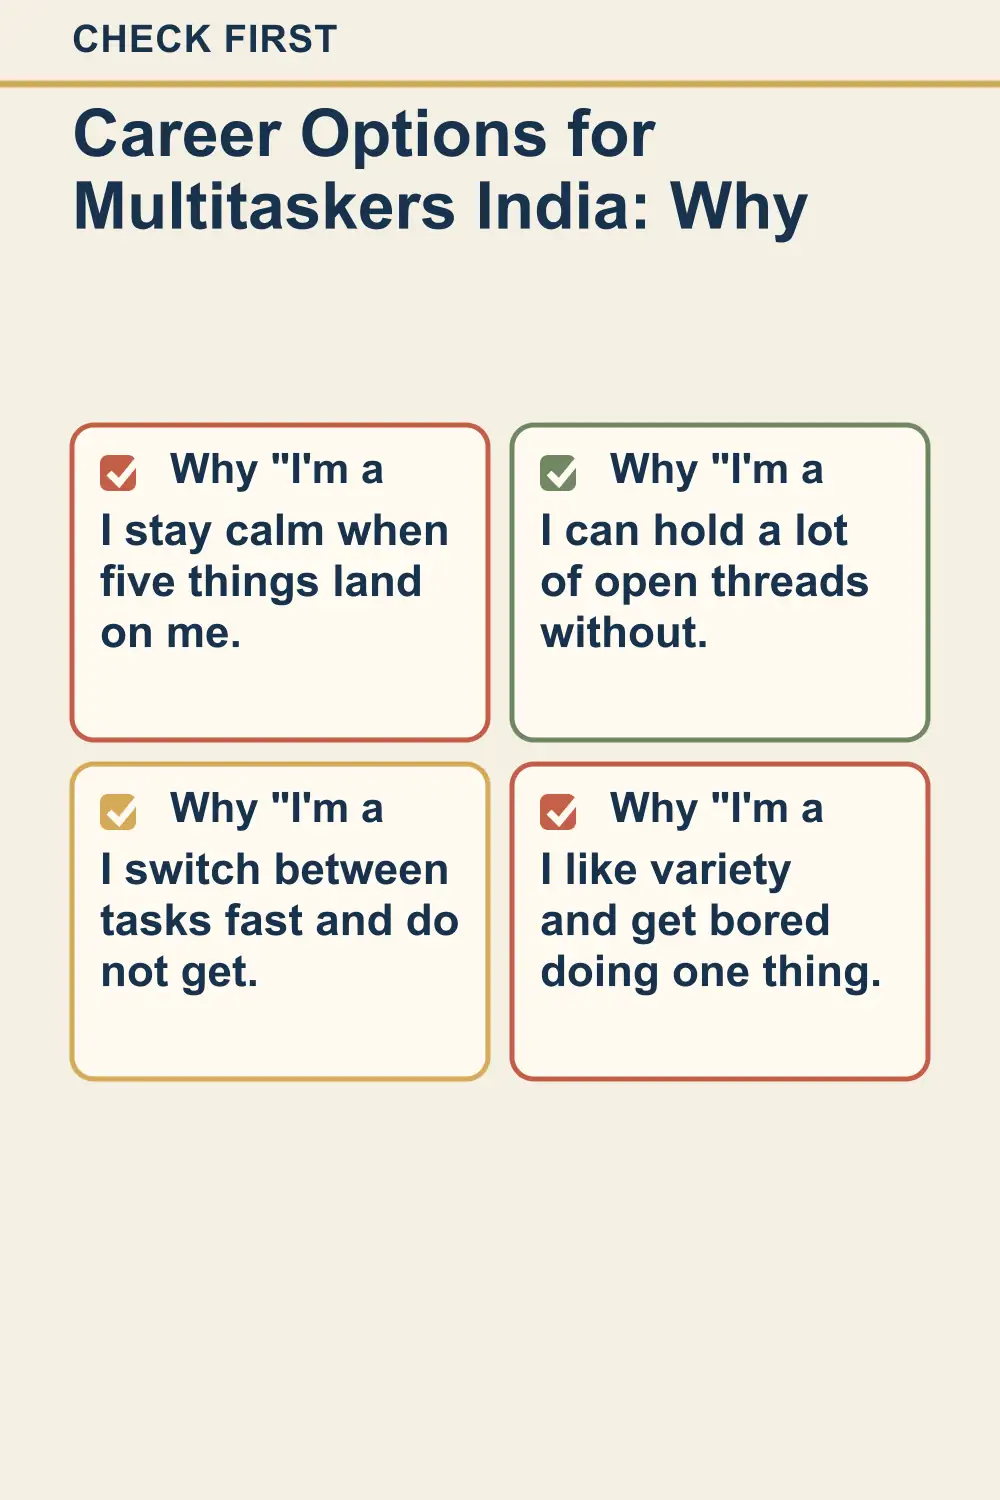 CHECK FIRST
Career Options for
Multitaskers India: Why
Why "I'm a
I stay calm when
five things land
on me.
Why "I'm a
I can hold a lot
of open threads
without.
Why "I'm a
I switch between
tasks fast and do
not get.
Why "I'm a
I like variety
and get bored
doing one thing.